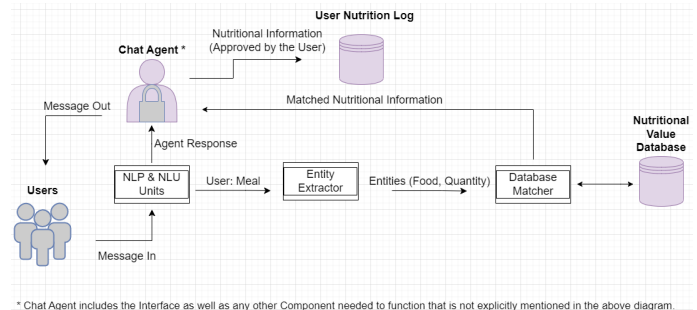 User Nutrition Log
Nutritional Information
(Approved by the User)
Chat Agent *
Message Out
Matched Nutritional Information
Agent Response
Nutritional
Value
Database
Users
NLP & NLU
Units
User: Meal
Entity
Extractor
Entities (Food, Quantity)
Database
Matcher
Message In
* Chat Agent includes the Interface as well as any other Component needed to function that is not explicitly mentioned in the above diagram.